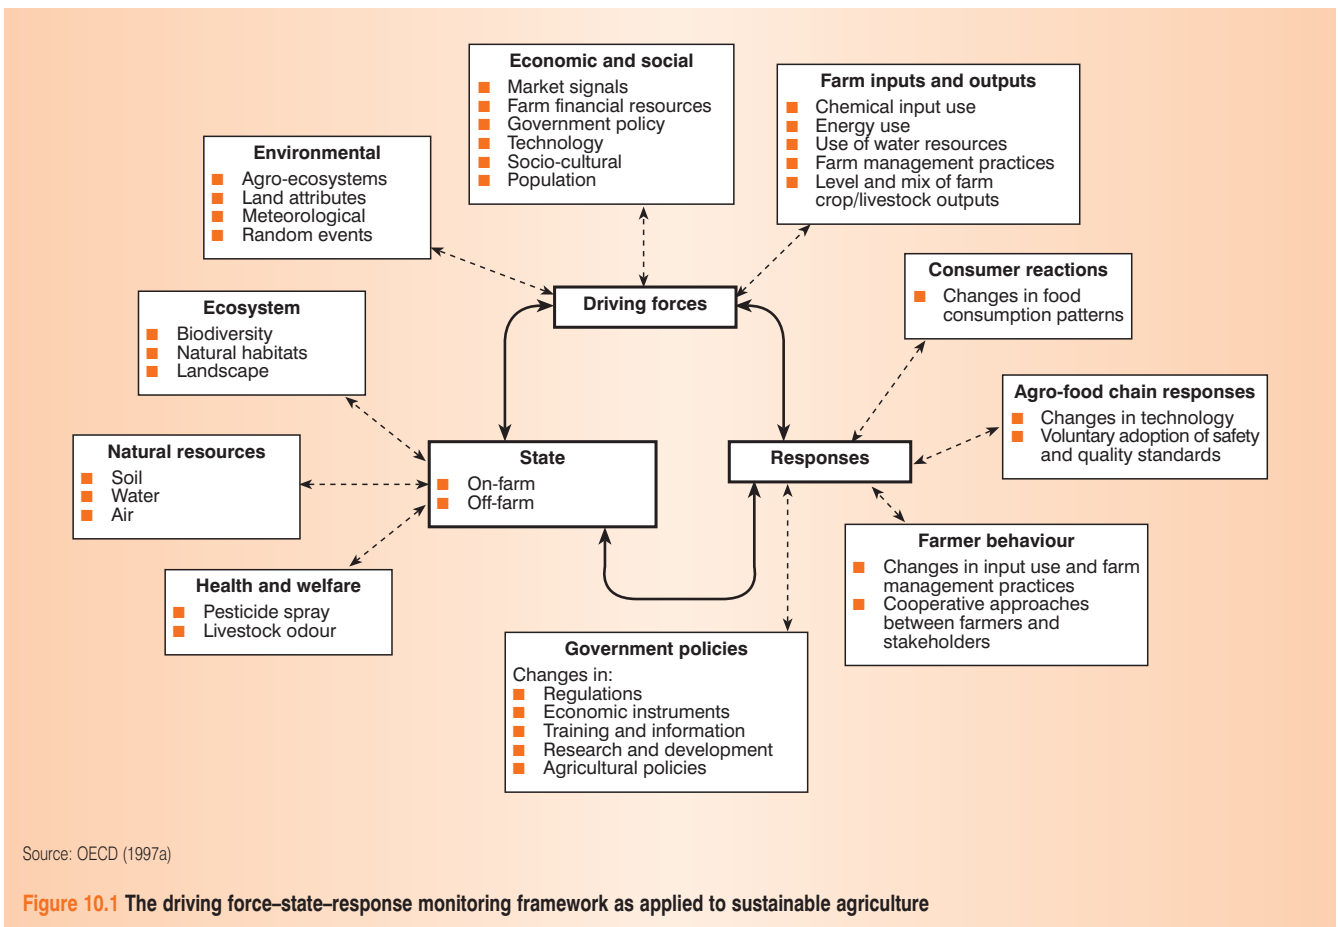 Economic and social
Market signals
Farm financial resources
Government policy
Technology
Socio-cultural
Population
Farm inputs and outputs
Chemical input use
Energy use
Use of water resources
Farm management practices
Level and mix of farm
crop/livestock outputs
Environmental
Agro-ecosystems
Land attributes
Meteorological
Random events
Driving forces
Consumer reactions
Changes in food
consumption patterns
Ecosystem
Biodiversity
Natural habitats
Landscape
Agro-food chain responses
Changes in technology
Voluntary adoption of safety
and quality standards
Natural resources
Soil
Water
Air
State
On-farm
Off-farm
Responses
Farmer behaviour
Changes in input use and farm
management practices
Cooperative approaches
between farmers and
stakeholders
Health and welfare
Pesticide spray
Livestock odour
Government policies
Changes in:
Regulations
Economic instruments
Training and information
Research and development
Agricultural policies
Source: OECD (1997a)
Figure 10.1 The driving force–state–response monitoring framework as applied to sustainable agriculture